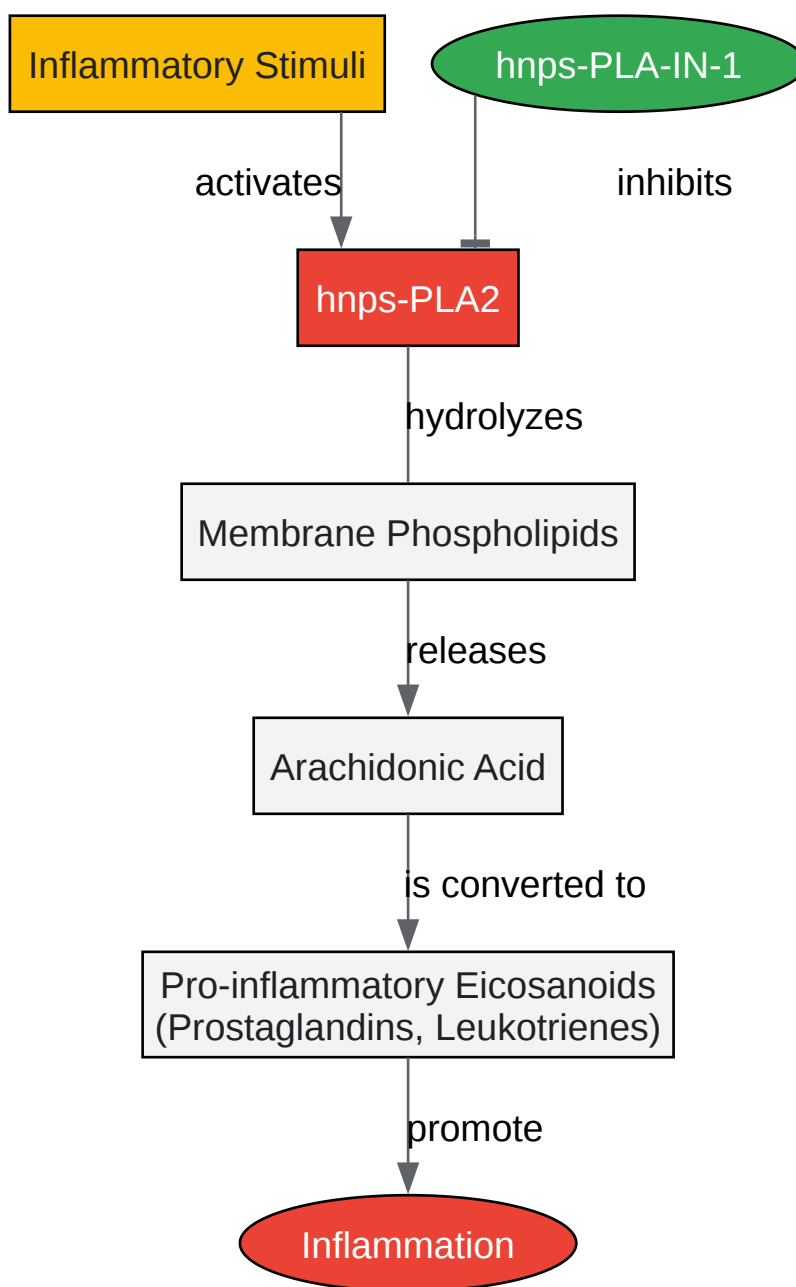 Inflammatory Stimuli
hnps-PLA-IN-1
activates
inhibits
hnps-PLA2
hydrolyzes
Membrane Phospholipids
releases
Arachidonic Acid
is converted to
Pro-inflammatory Eicosanoids
(Prostaglandins, Leukotrienes)
promote
Inflammation